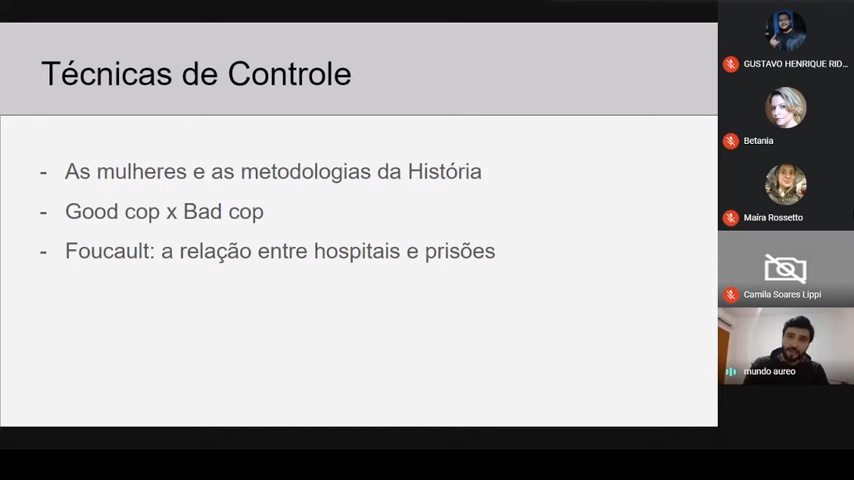 Técnicas de Controle
- As mulheres e as metodologias da História
- Good cop x Bad cop
- Foucault: a relação entre hospitais e prisões
GUSTAVO HENRIQUE RID...
Betania
Maíra Rossetto
Camila Soares Lippi
mundo aureo